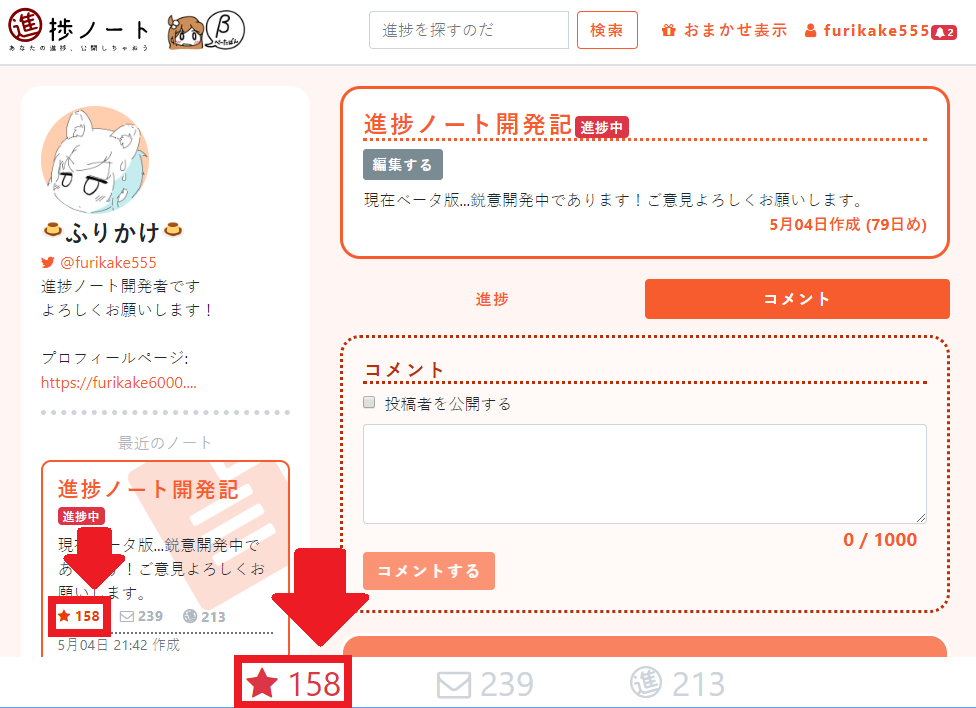 進捗ノート
あなたの進捗、公開しちゃおう
β
べーたばん
進捗を探すのだ
検索
おまかせ表示
furikake555
2
ふりかけ
@furikake555
進捗ノート開発者です
よろしくお願いします！
プロフィールページ:
https://furikake6000....
最近のノート
進捗ノート開発記
進捗中
現在ベータ版...鋭意開発中で
あります！ご意見よろしくお
願いします。
158 239 213
5月04日 21:42 作成
進捗ノート開発記 進捗中
編集する
現在ベータ版...鋭意開発中であります！ご意見よろしくお願いします。
5月04日作成 (79日め)
進捗
コメント
コメント
投稿者を公開する
0 / 1000
コメントする
158 239 進 213